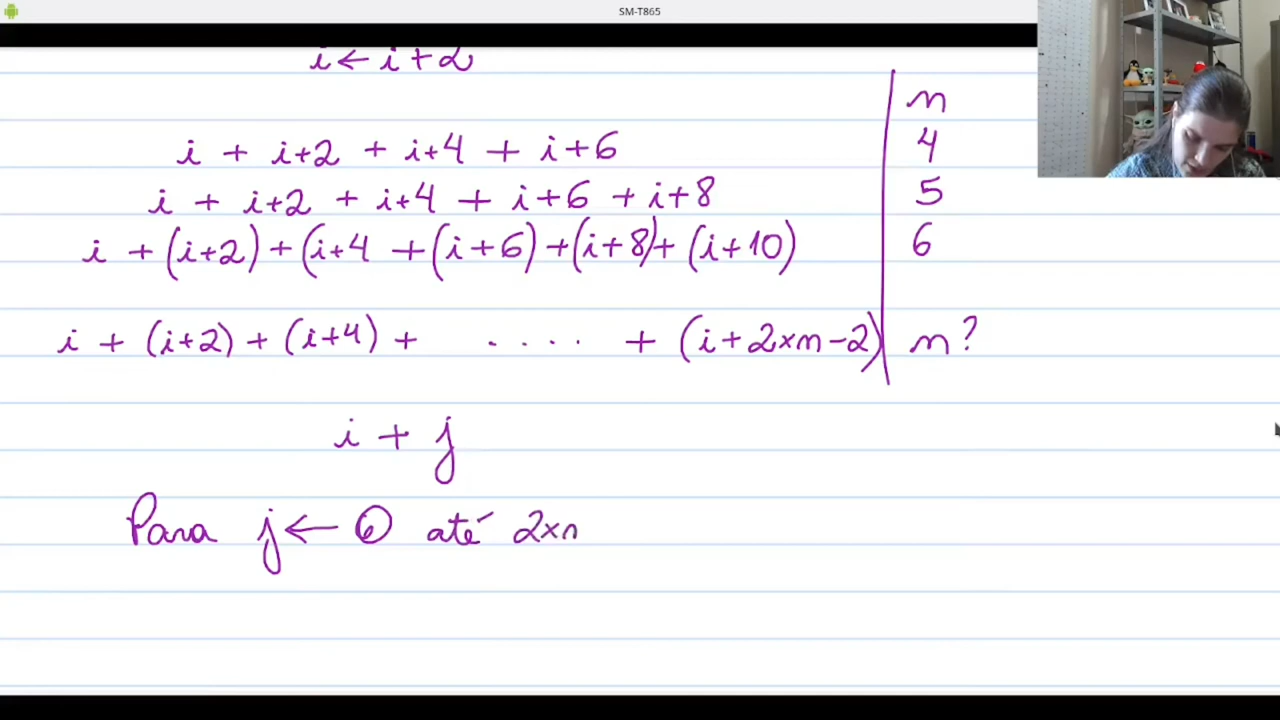 SM-T865
i ← i+2
n
i + i+2 + i+4 + i+6 4
i + i+2 + i+4 + i+6 + i+8 5
i + (i+2) + (i+4 + (i+6) + (i+8) + (i+10) 6
i + (i+2) + (i+4) + . . . . + (i+2×n-2) n?
i + j
Para j ← 0 até 2×n